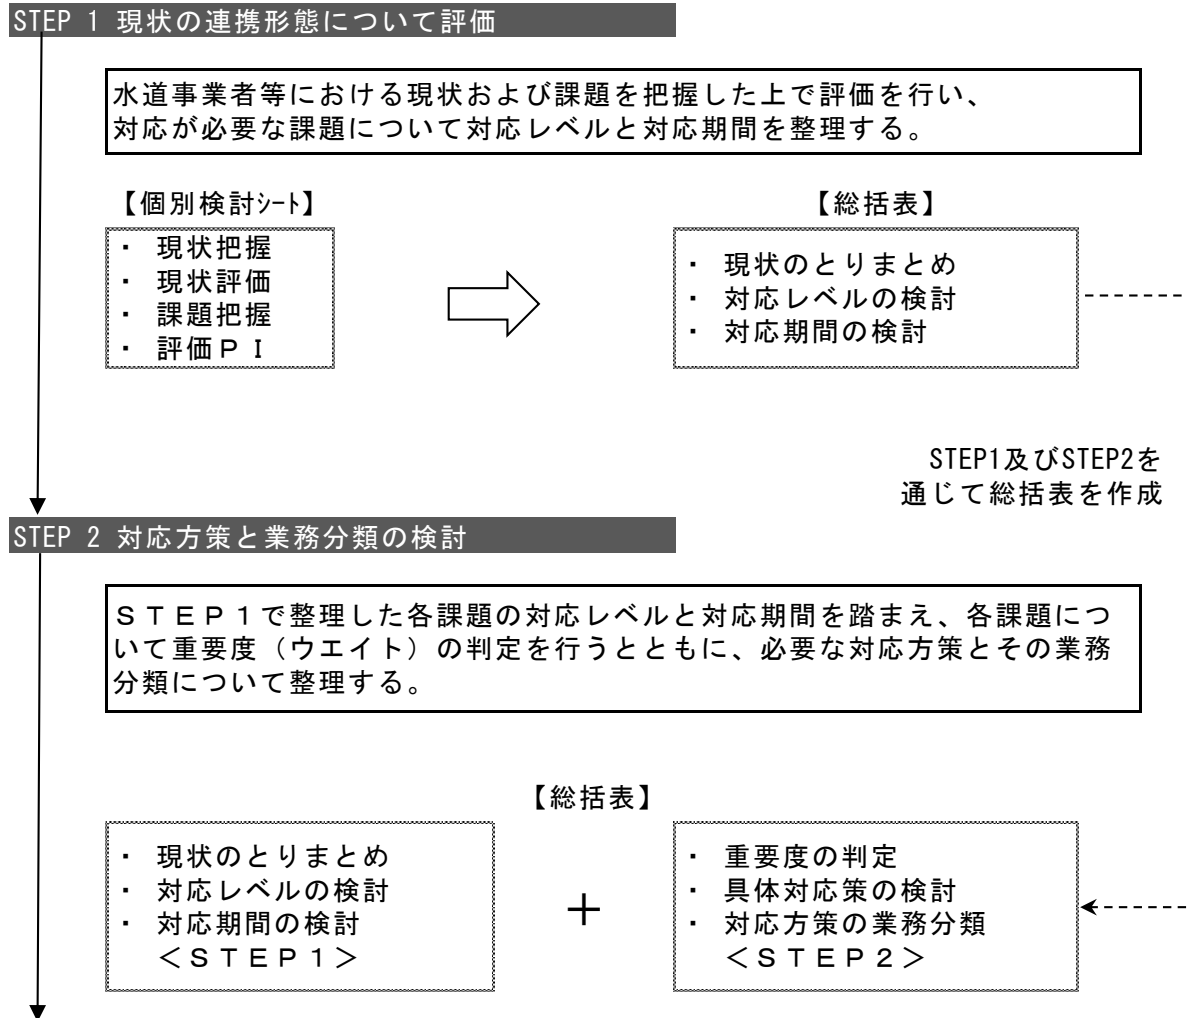 STEP 1 現状の連携形態について評価
水道事業者等における現状および課題を把握した上で評価を行い、
対応が必要な課題について対応レベルと対応期間を整理する。
【個別検討ｼｰﾄ】
・ 現状把握
・ 現状評価
・ 課題把握
・ 評価ＰＩ
【総括表】
・ 現状のとりまとめ
・ 対応レベルの検討
・ 対応期間の検討
STEP1及びSTEP2を
通じて総括表を作成
STEP 2 対応方策と業務分類の検討
ＳＴＥＰ１で整理した各課題の対応レベルと対応期間を踏まえ、各課題につ
いて重要度（ウエイト）の判定を行うとともに、必要な対応方策とその業務
分類について整理する。
【総括表】
・ 現状のとりまとめ
・ 対応レベルの検討
・ 対応期間の検討
＜ＳＴＥＰ１＞
＋
・ 重要度の判定
・ 具体対応策の検討
・ 対応方策の業務分類
＜ＳＴＥＰ２＞